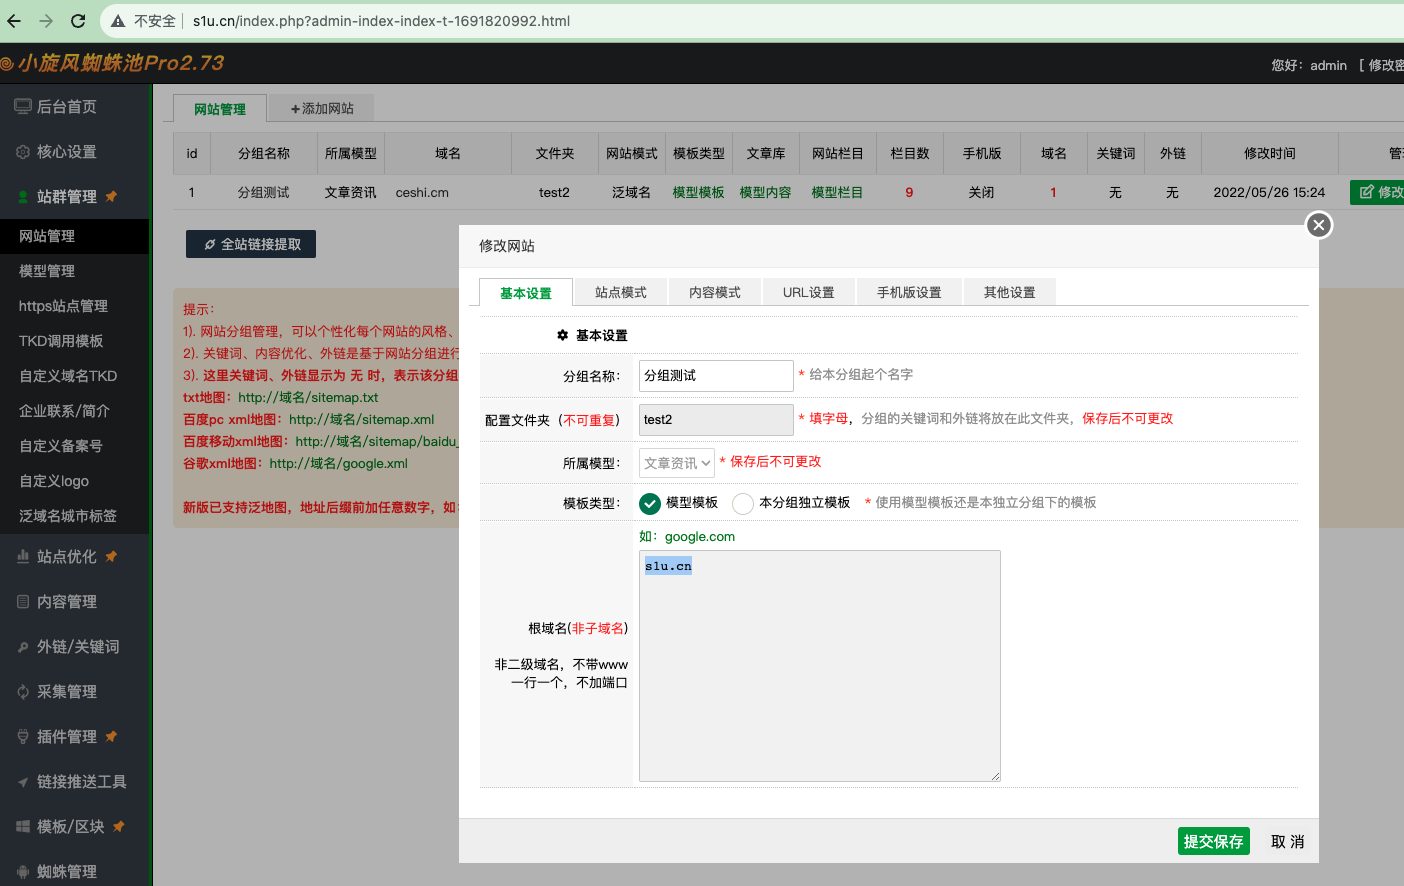 不安全
s1u.cn/index.php?admin-index-index-t-1691820992.html
小旋风蜘蛛池Pro2.73
您好：admin [ 修改密
后台首页
核心设置
站群管理
网站管理
模型管理
https站点管理
TKD调用模板
自定义域名TKD
企业联系/简介
自定义备案号
自定义logo
泛域名城市标签
站点优化
内容管理
外链/关键词
采集管理
插件管理
链接推送工具
模板/区块
蜘蛛管理
网站管理 +添加网站
id 分组名称 所属模型 域名 文件夹 网站模式 模板类型 文章库 网站栏目 栏目数 手机版 域名 关键词 外链 修改时间
1 分组测试 文章资讯 ceshi.cm test2 泛域名 模型模板 模型内容 模型栏目 9 关闭 1 无 无 2022/05/26 15:24 修改
全站链接提取
提示：
1). 网站分组管理，可以个性化每个网站的风格、
2). 关键词、内容优化、外链是基于网站分组进行
3). 这里关键词、外链显示为 无 时，表示该分组
txt地图：http://域名/sitemap.txt
百度pc xml地图：http://域名/sitemap.xml
百度移动xml地图：http://域名/sitemap/baidu_
谷歌xml地图：http://域名/google.xml
新版已支持泛地图，地址后缀前加任意数字，如：
修改网站
基本设置 站点模式 内容模式 URL设置 手机版设置 其他设置
基本设置
分组名称： 分组测试 * 给本分组起个名字
配置文件夹（不可重复） test2 * 填字母，分组的关键词和外链将放在此文件夹，保存后不可更改
所属模型： 文章资讯 * 保存后不可更改
模板类型： 模型模板 本分组独立模板 * 使用模型模板还是本独立分组下的模板
如：google.com
s1u.cn
根域名(非子域名)
非二级域名，不带www
一行一个，不加端口
提交保存 取 消